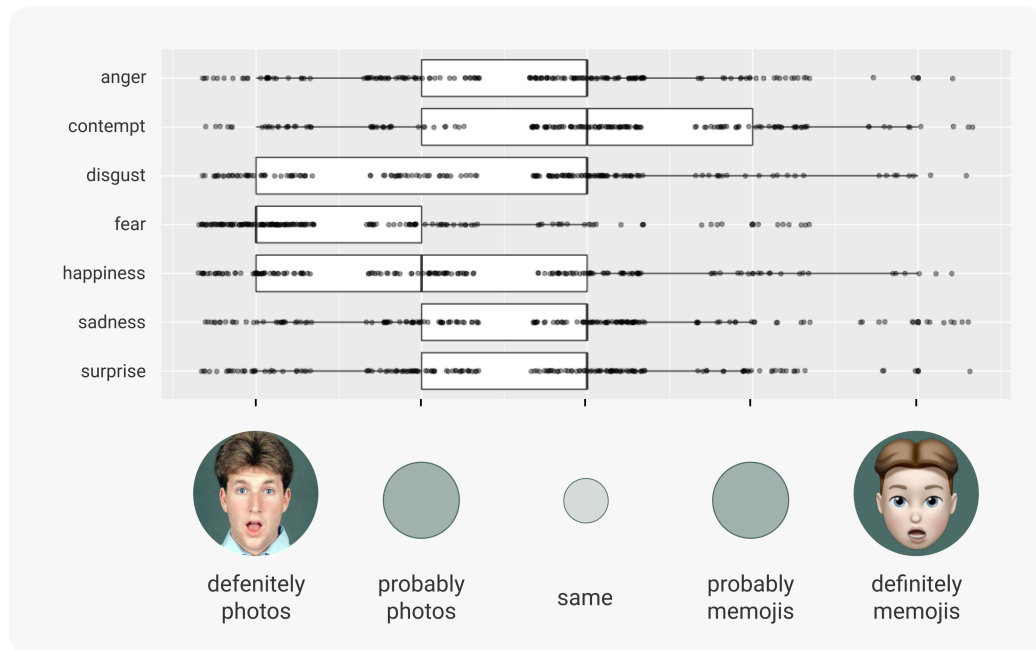 anger
contempt
disgust
fear
happiness
sadness
surprise
defenitely
photos
probably
photos
same
probably
memojis
definitely
memojis